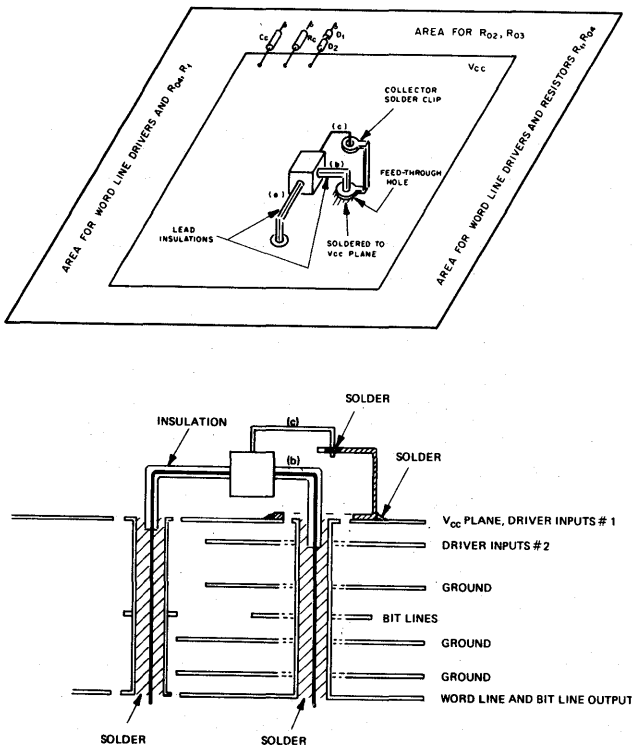 Cc Rc D1
D2
AREA FOR R02, R03
VCC
COLLECTOR
SOLDER CLIP
AREA FOR WORD LINE DRIVERS AND R04, R1
AREA FOR WORD LINE DRIVERS AND RESISTORS R1, R04
(c)
(b)
(a)
FEED-THROUGH
HOLE
LEAD
INSULATIONS
SOLDERED TO
VCC PLANE
SOLDER
(c)
INSULATION
SOLDER
(b)
VCC PLANE, DRIVER INPUTS #1
DRIVER INPUTS #2
GROUND
BIT LINES
GROUND
GROUND
WORD LINE AND BIT LINE OUTPUT
SOLDER
SOLDER